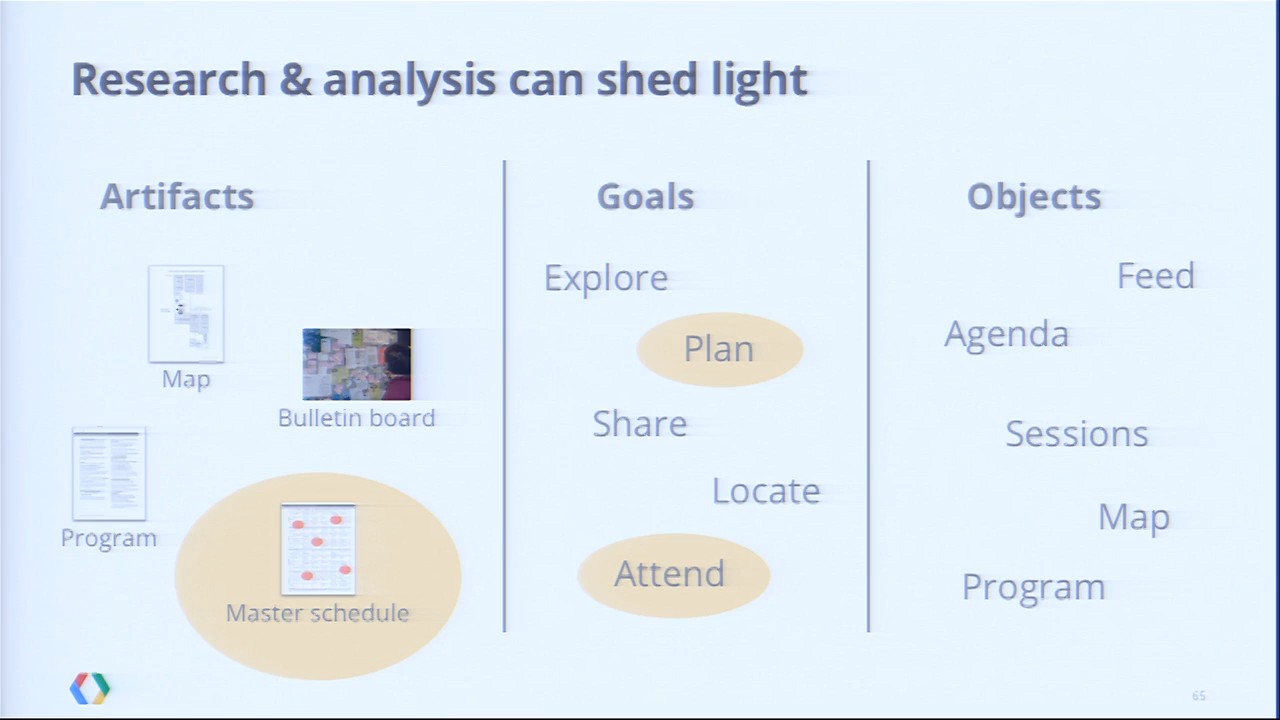 Research & analysis can shed light
Artifacts
Map
Bulletin board
Program
Master schedule
Goals
Explore
Plan
Share
Locate
Attend
Objects
Feed
Agenda
Sessions
Map
Program
65